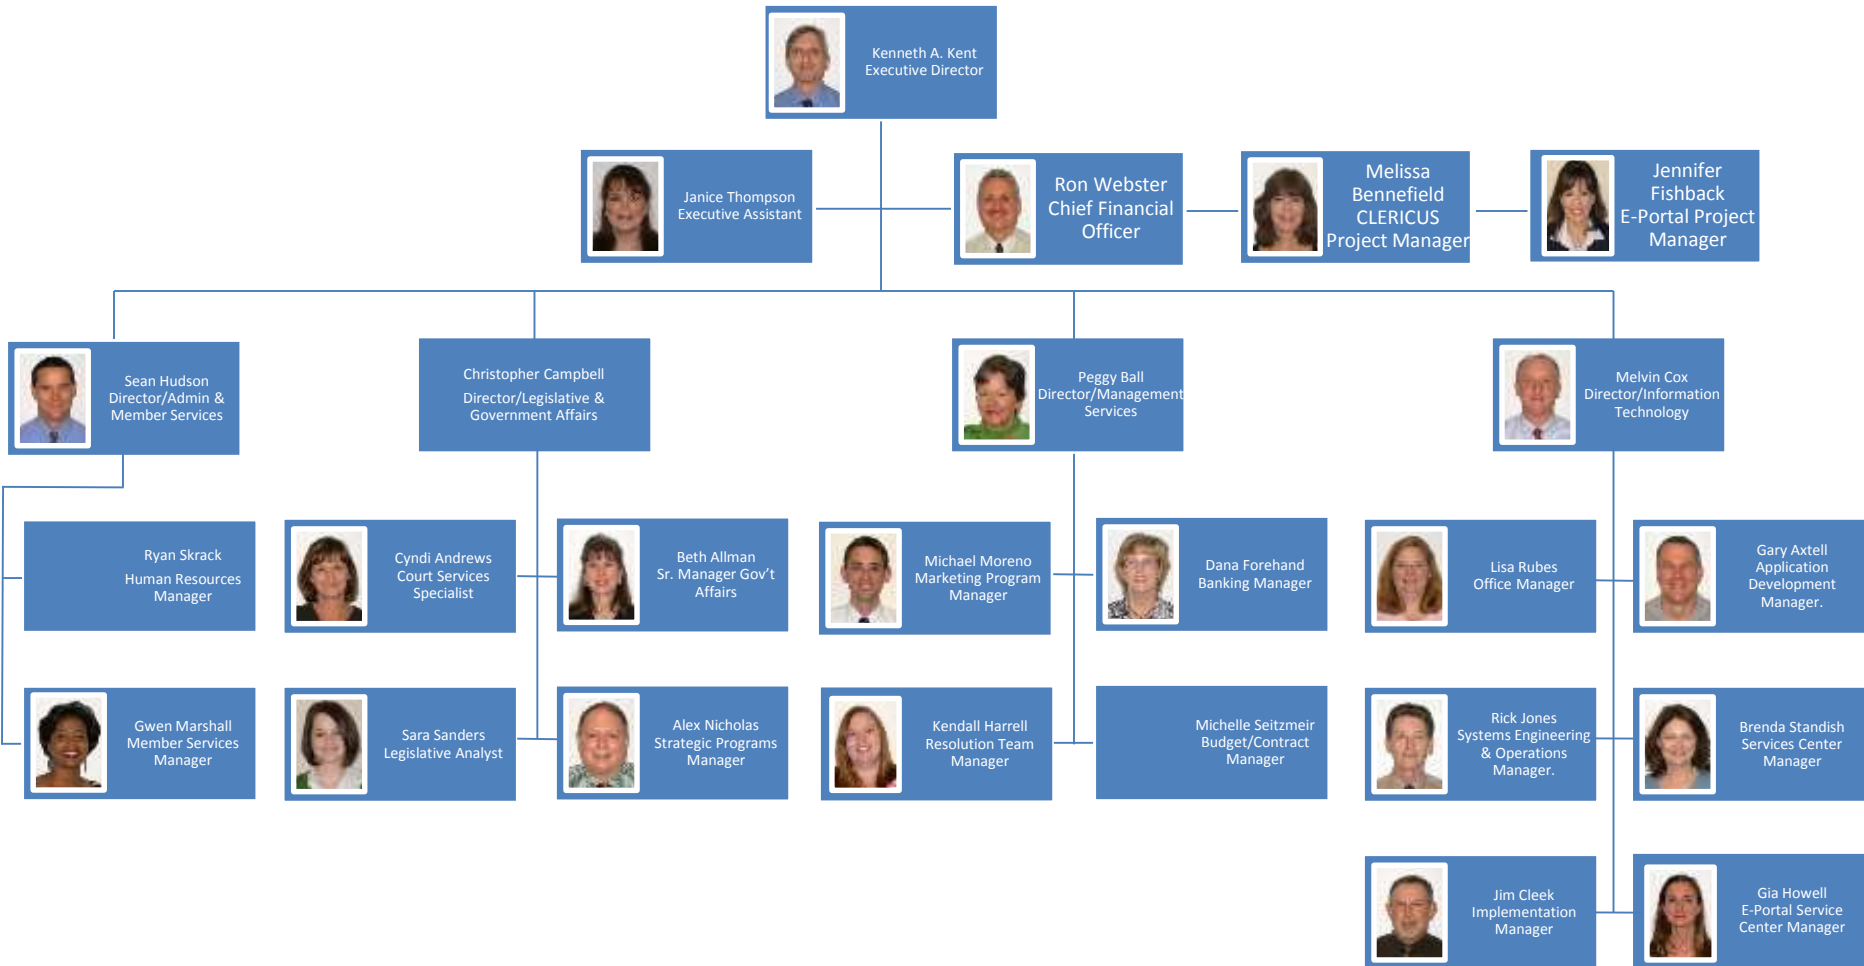 Kenneth A. Kent
Executive Director
Janice Thompson
Executive Assistant
Ron Webster
Chief Financial
Officer
Melissa
Bennefield
CLERICUS
Project Manager
Jennifer
Fishback
E-Portal Project
Manager
Sean Hudson
Director/Admin &
Member Services
Christopher Campbell
Director/Legislative &
Government Affairs
Peggy Ball
Director/Management
Services
Melvin Cox
Director/Information
Technology
Ryan Skrack
Human Resources
Manager
Cyndi Andrews
Court Services
Specialist
Beth Allman
Sr. Manager Gov't
Affairs
Michael Moreno
Marketing Program
Manager
Dana Forehand
Banking Manager
Lisa Rubes
Office Manager
Gary Axtell
Application
Development
Manager.
Gwen Marshall
Member Services
Manager
Sara Sanders
Legislative Analyst
Alex Nicholas
Strategic Programs
Manager
Kendall Harrell
Resolution Team
Manager
Michelle Seitzmeir
Budget/Contract
Manager
Rick Jones
Systems Engineering
& Operations
Manager.
Brenda Standish
Services Center
Manager
Jim Cleek
Implementation
Manager
Gia Howell
E-Portal Service
Center Manager